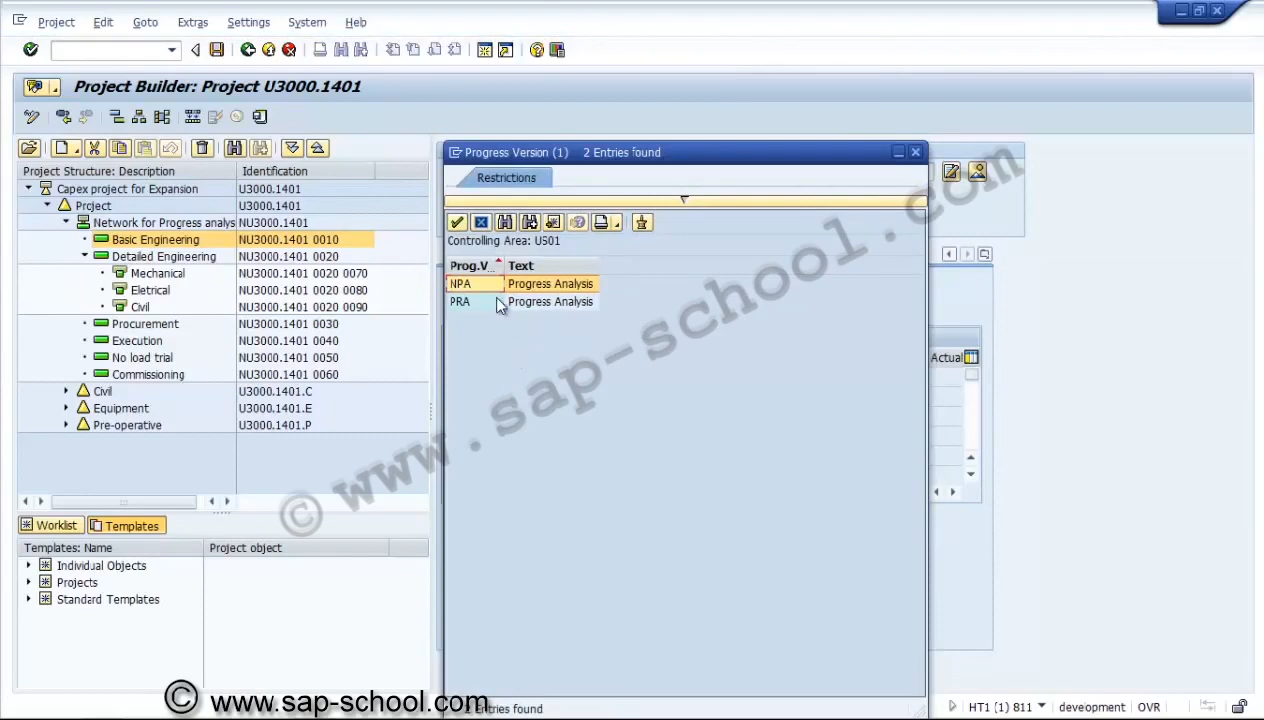 Project Edit Goto Extras Settings System Help
Project Builder: Project U3000.1401
Project Structure: Description Identification
Capex project for Expansion U3000.1401
Project U3000.1401
Network for Progress analys NU3000.1401
Basic Engineering NU3000.1401 0010
Detailed Engineering NU3000.1401 0020
Mechanical NU3000.1401 0020 0070
Eletrical NU3000.1401 0020 0080
Civil NU3000.1401 0020 0090
Procurement NU3000.1401 0030
Execution NU3000.1401 0040
No load trial NU3000.1401 0050
Commissioning NU3000.1401 0060
Civil U3000.1401.C
Equipment U3000.1401.E
Pre-operative U3000.1401.P
Worklist Templates
Templates: Name Project object
Individual Objects
Projects
Standard Templates
Progress Version (1) 2 Entries found
Restrictions
Controlling Area: US01
Prog.V... Text
NPA Progress Analysis
PRA Progress Analysis
2 Entries found
Actual
© www.sap-school.com
© www.sap-school.com
HT1 (1) 811 development OVR